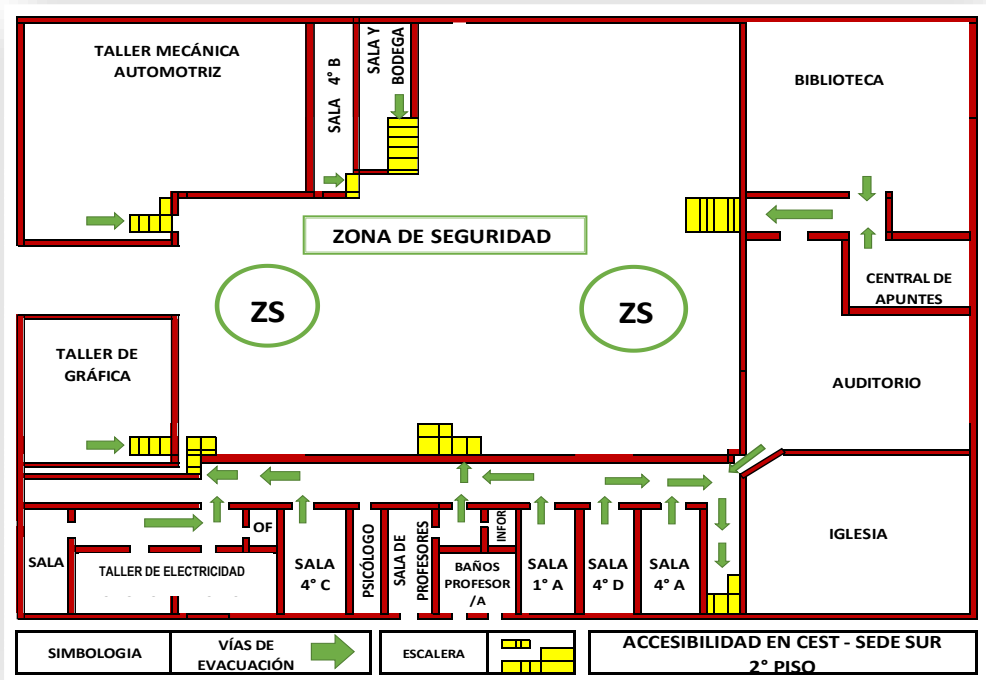 TALLER MECÁNICA
AUTOMOTRIZ
SALA 4° B
SALA Y
BODEGA
BIBLIOTECA
ZONA DE SEGURIDAD
CENTRAL DE
APUNTES
ZS
ZS
TALLER DE
GRÁFICA
AUDITORIO
IGLESIA
SALA
TALLER DE ELECTRICIDAD
OF
SALA
4° C
PSICÓLOGO
SALA DE
PROFESORES
BAÑOS
PROFESOR
/A
INFOR
SALA
1° A
SALA
4° D
SALA
4° A
SIMBOLOGIA
VÍAS DE
EVACUACIÓN
ESCALERA
ACCESIBILIDAD EN CEST - SEDE SUR
2° PISO